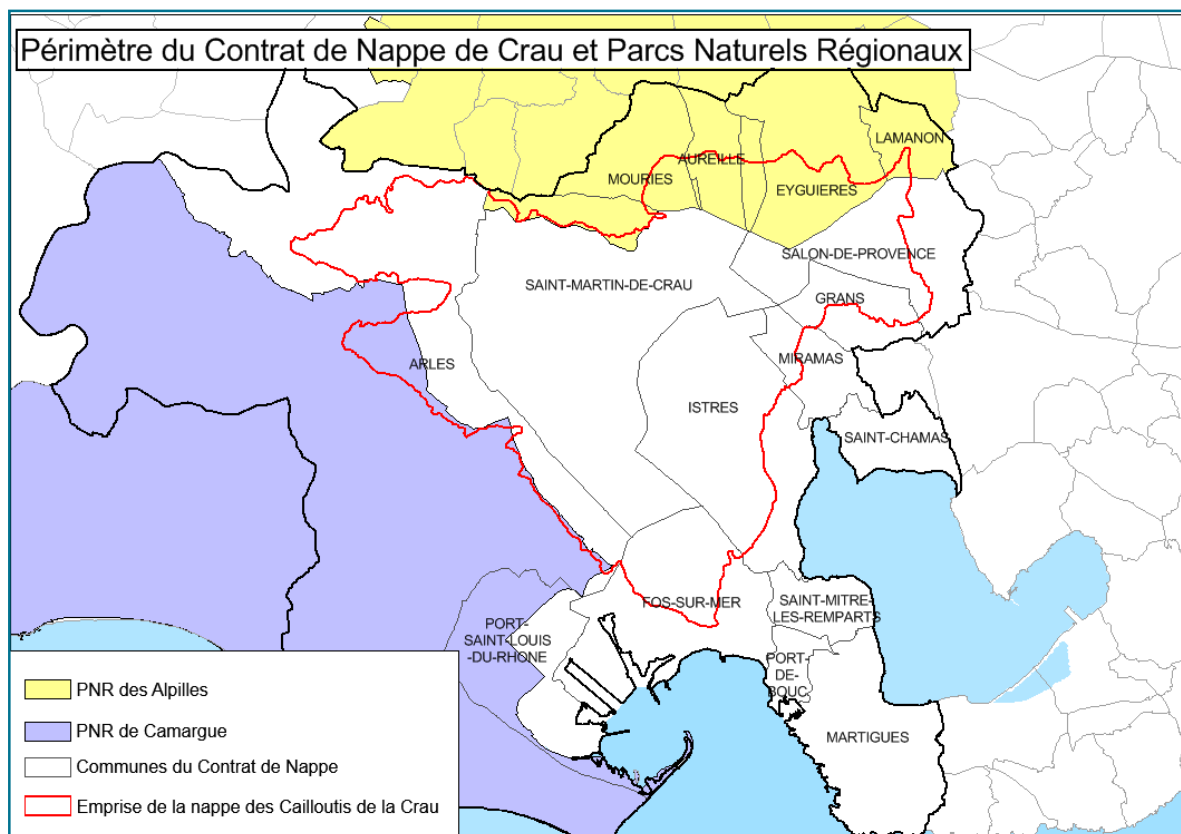 Périmètre du Contrat de Nappe de Crau et Parcs Naturels Régionaux
LAMANON
AUREILLE
MOURIES
EYGUIERES
SALON-DE-PROVENCE
SAINT-MARTIN-DE-CRAU
GRANS
MIRAMAS
ARLES
ISTRES
SAINT-CHAMAS
FOS-SUR-MER
SAINT-MITRE-
LES-REMPARTS
PORT-
SAINT-LOUIS
-DU-RHONE
PORT-
DE-
BOUC
MARTIGUES
PNR des Alpilles
PNR de Camargue
Communes du Contrat de Nappe
Emprise de la nappe des Cailloutis de la Crau